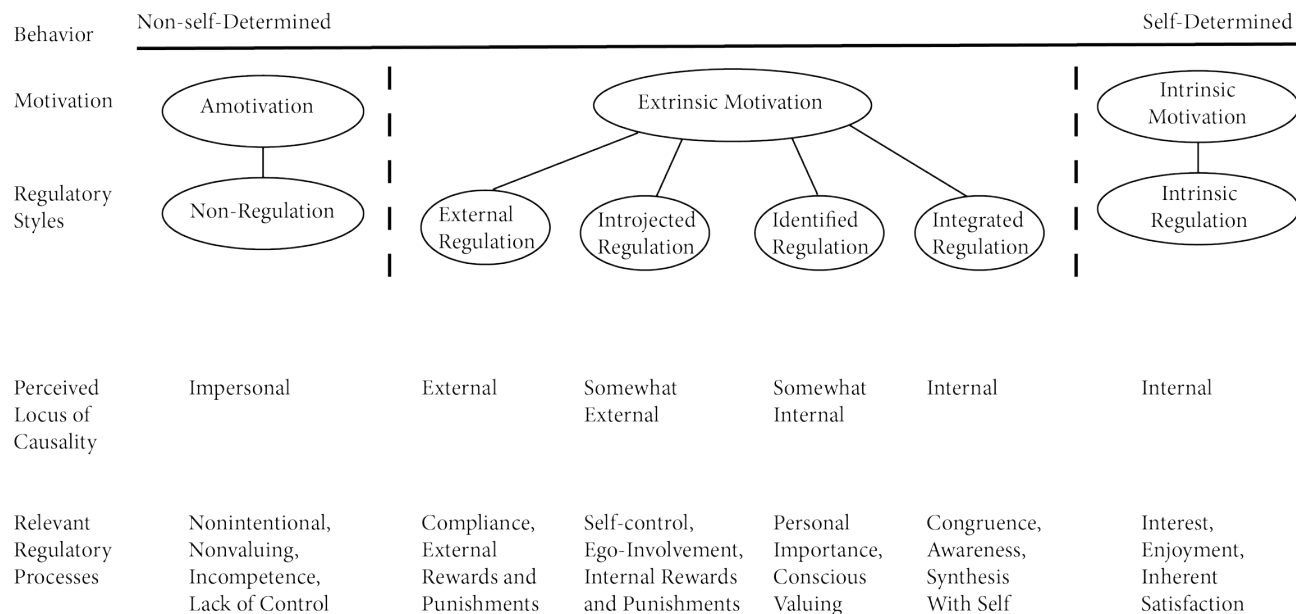 Behavior
Non-self-Determined
Self-Determined
Motivation
Amotivation
Extrinsic Motivation
Intrinsic
Motivation
Regulatory
Styles
Non-Regulation
External
Regulation
Introjected
Regulation
Identified
Regulation
Integrated
Regulation
Intrinsic
Regulation
Perceived
Locus of
Causality
Impersonal
External
Somewhat
External
Somewhat
Internal
Internal
Internal
Relevant
Regulatory
Processes
Nonintentional,
Nonvaluing,
Incompetence,
Lack of Control
Compliance,
External
Rewards and
Punishments
Self-control,
Ego-Involvement,
Internal Rewards
and Punishments
Personal
Importance,
Conscious
Valuing
Congruence,
Awareness,
Synthesis
With Self
Interest,
Enjoyment,
Inherent
Satisfaction